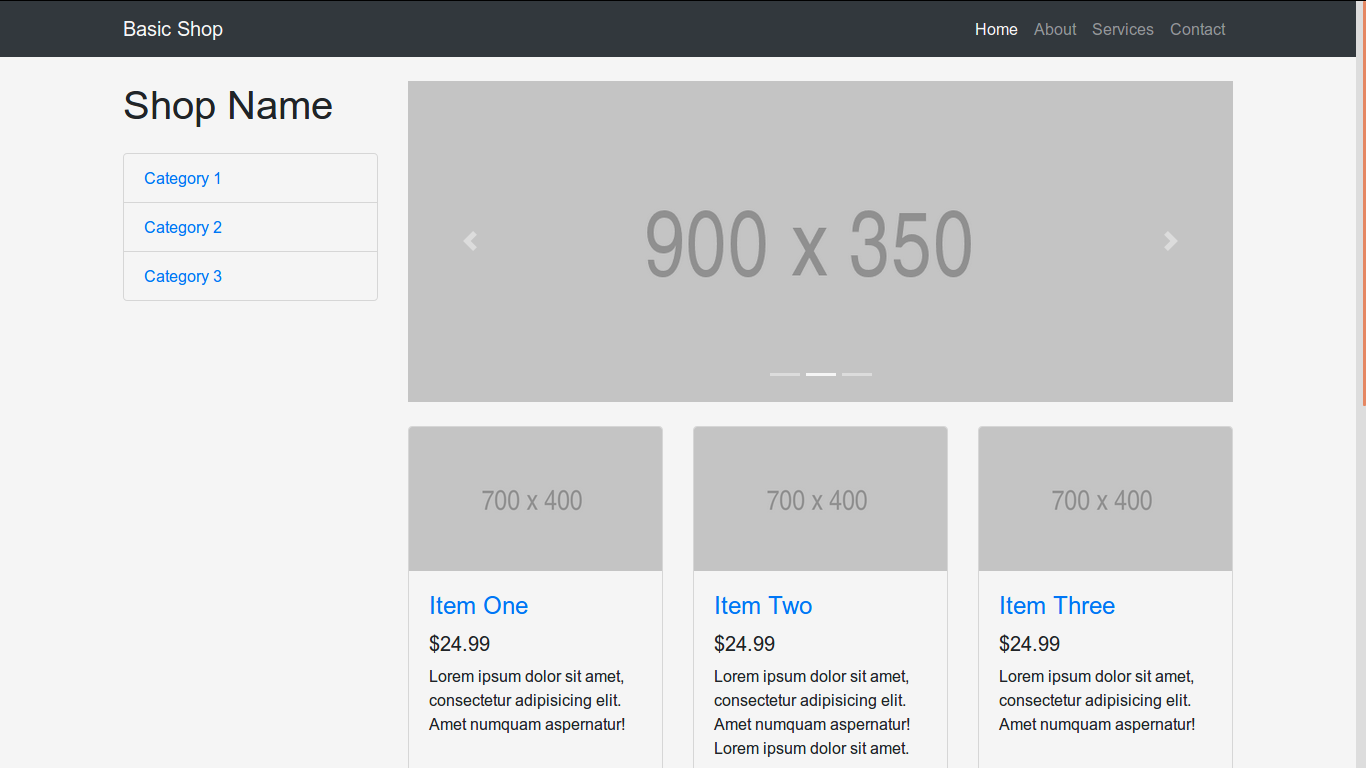 Basic Shop
Home About Services Contact
Shop Name
Category 1
Category 2
Category 3
900 x 350
700 x 400
Item One
$24.99
Lorem ipsum dolor sit amet,
consectetur adipisicing elit.
Amet numquam aspernatur!
700 x 400
Item Two
$24.99
Lorem ipsum dolor sit amet,
consectetur adipisicing elit.
Amet numquam aspernatur!
Lorem ipsum dolor sit amet.
700 x 400
Item Three
$24.99
Lorem ipsum dolor sit amet,
consectetur adipisicing elit.
Amet numquam aspernatur!